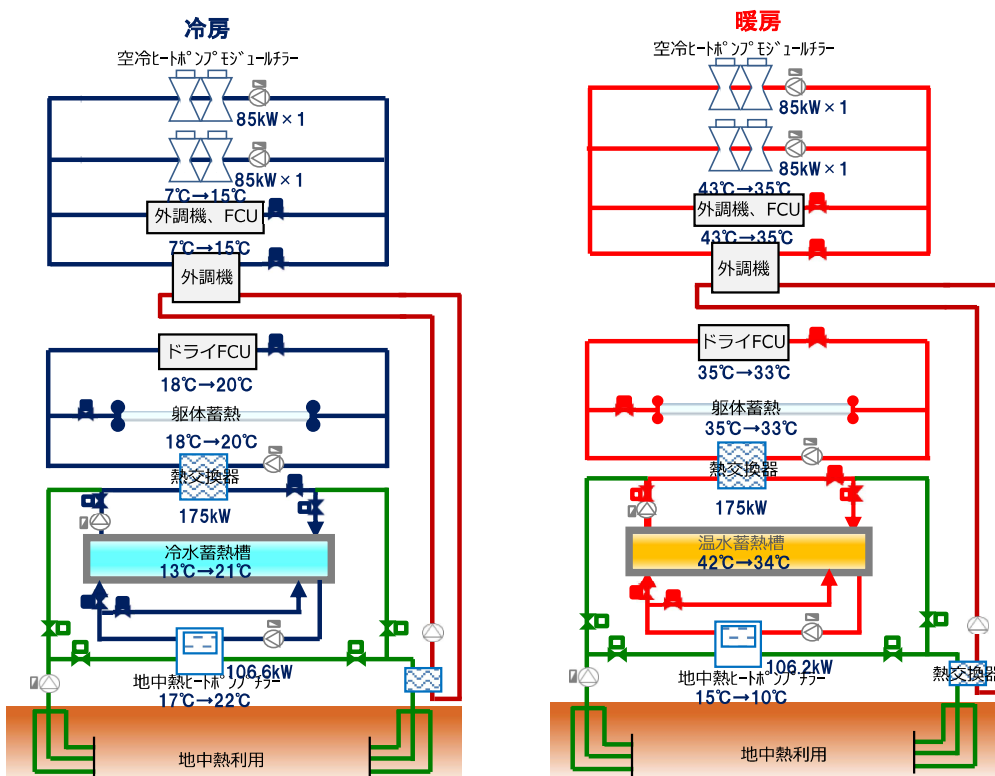 冷房
空冷ヒートポンプモジュールチラー
85kW×1
85kW×1
7℃→15℃
外調機、FCU
7℃→15℃
外調機
ドライFCU
18℃→20℃
躯体蓄熱
18℃→20℃
熱交換器
175kW
冷水蓄熱槽
13℃→21℃
106.6kW
地中熱ヒートポンプチラー
17℃→22℃
地中熱利用
暖房
空冷ヒートポンプモジュールチラー
85kW×1
85kW×1
43℃→35℃
外調機、FCU
43℃→35℃
外調機
ドライFCU
35℃→33℃
躯体蓄熱
35℃→33℃
熱交換器
175kW
温水蓄熱槽
42℃→34℃
106.2kW
地中熱ヒートポンプチラー
熱交換器
15℃→10℃
地中熱利用